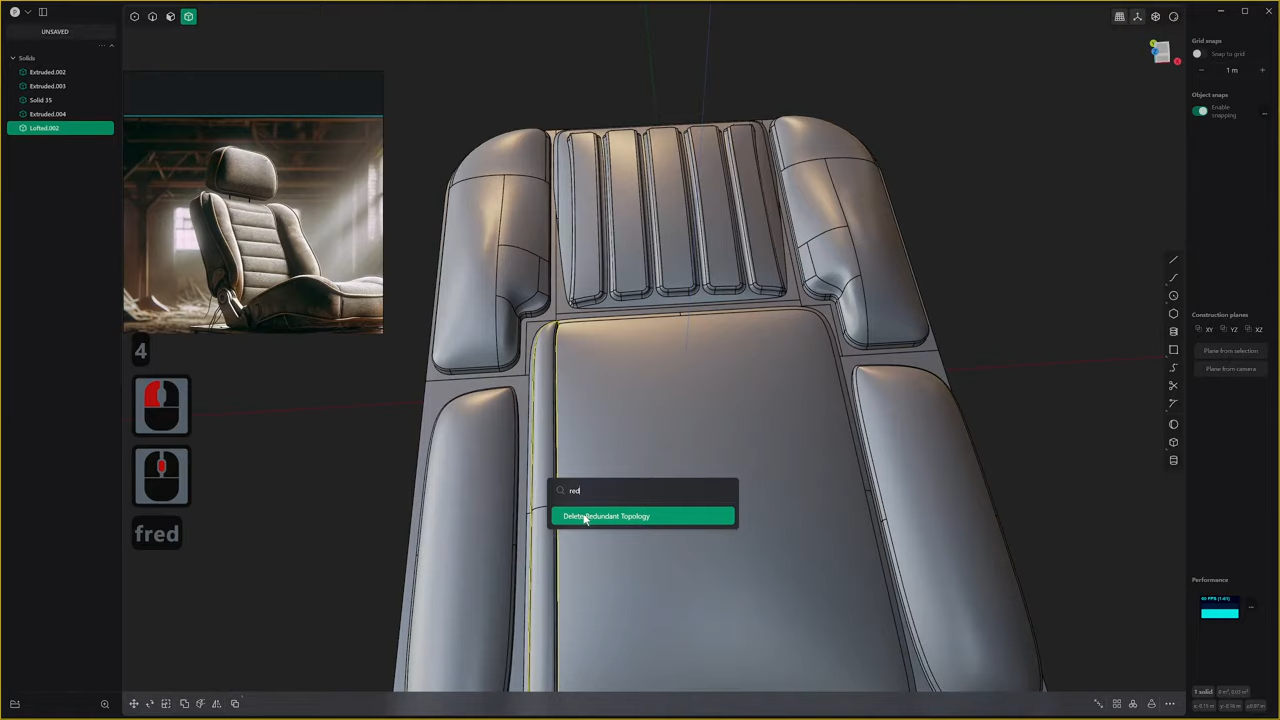 P
UNSAVED
Solids
Extruded.002
Extruded.003
Solid 35
Extruded.004
Lofted.002
4
fred
red
Delete Redundant Topology
Grid snaps
Snap to grid
1 m
Object snaps
Enable
snapping
Construction planes
XY
YZ
XZ
Plane from selection
Plane from camera
Performance
1 solid